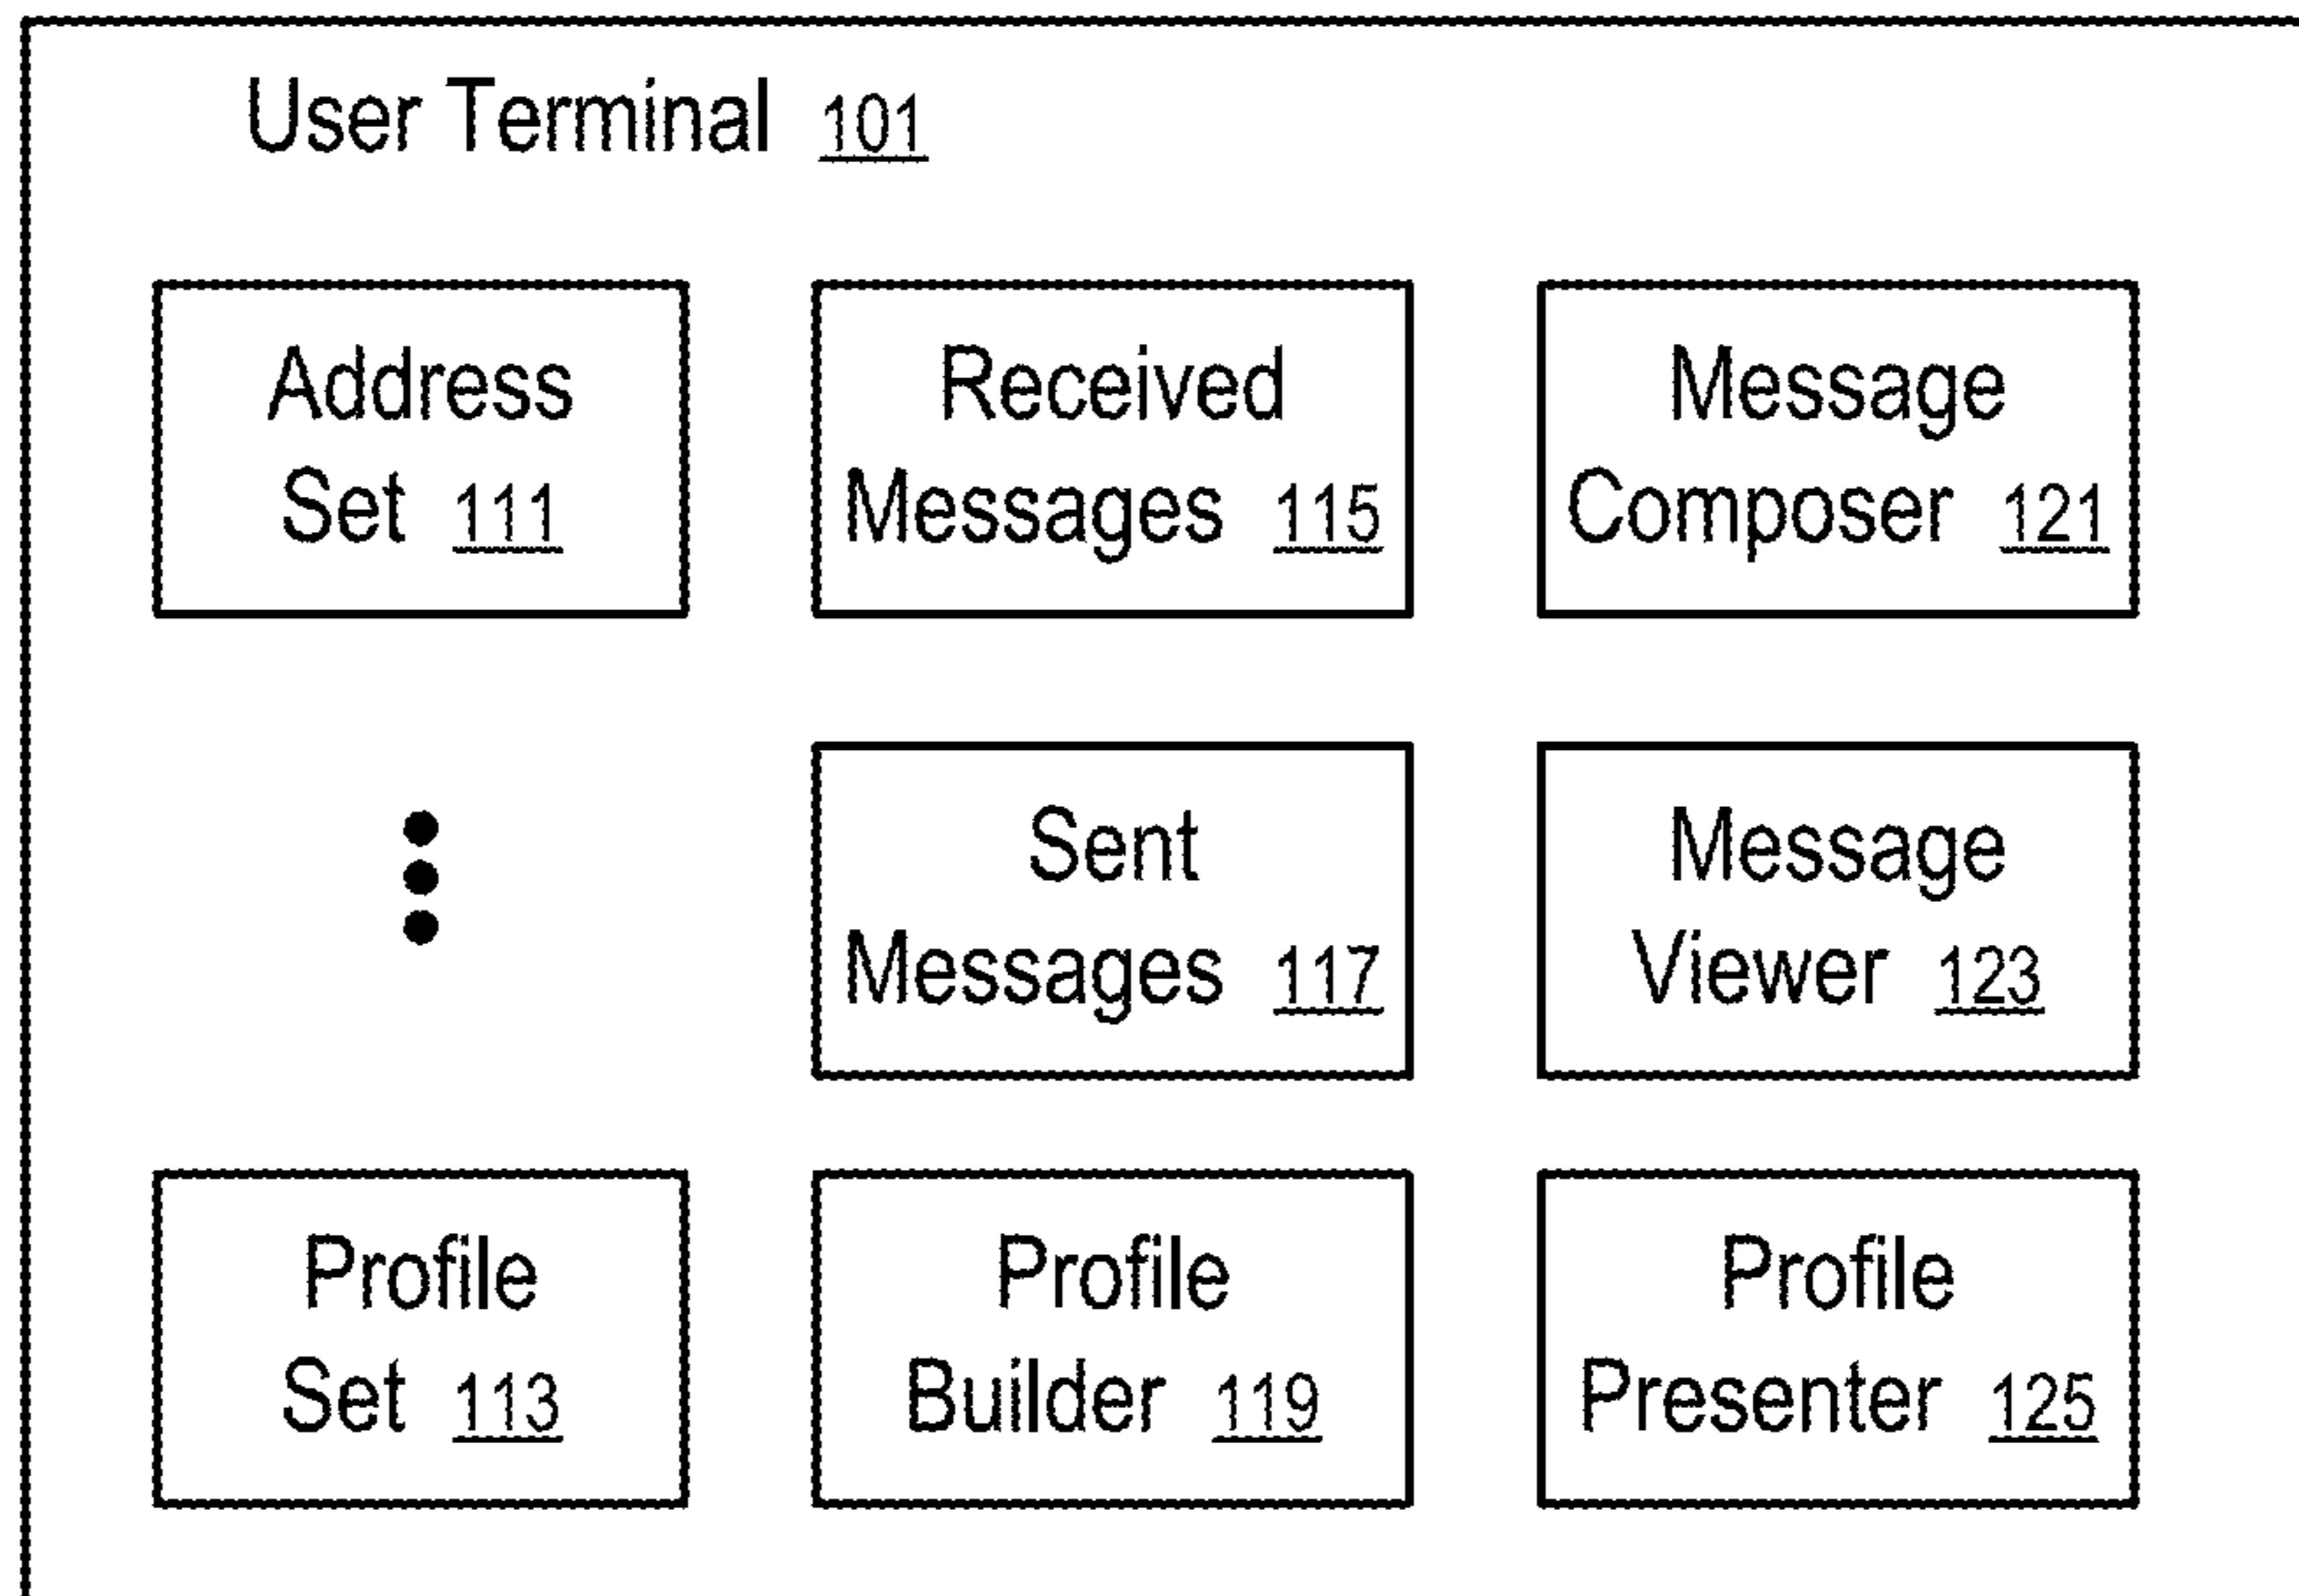 User Terminal 101
Address
Set 111
Received
Messages 115
Message
Composer 121
Sent
Messages 117
Message
Viewer 123
Profile
Set 113
Profile
Builder 119
Profile
Presenter 125